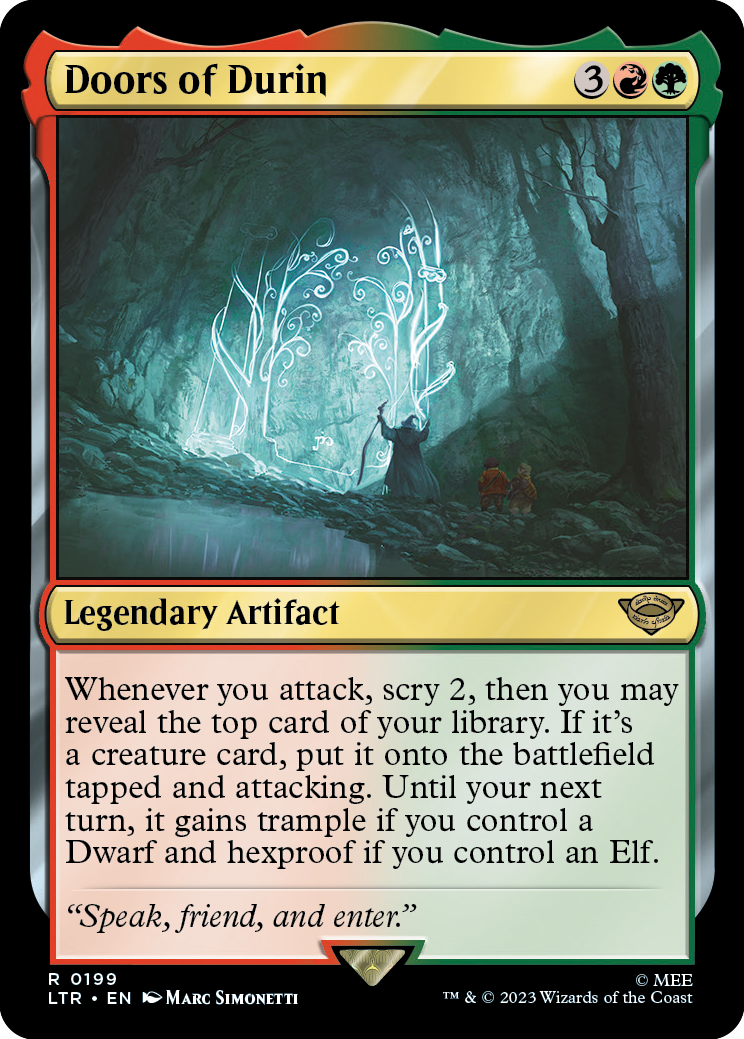 Doors of Durin 3
Legendary Artifact
Whenever you attack, scry 2, then you may
reveal the top card of your library. If it's
a creature card, put it onto the battlefield
tapped and attacking. Until your next
turn, it gains trample if you control a
Dwarf and hexproof if you control an Elf.
“Speak, friend, and enter.”
R 0199
LTR • EN Marc Simonetti
© MEE
™ & © 2023 Wizards of the Coast